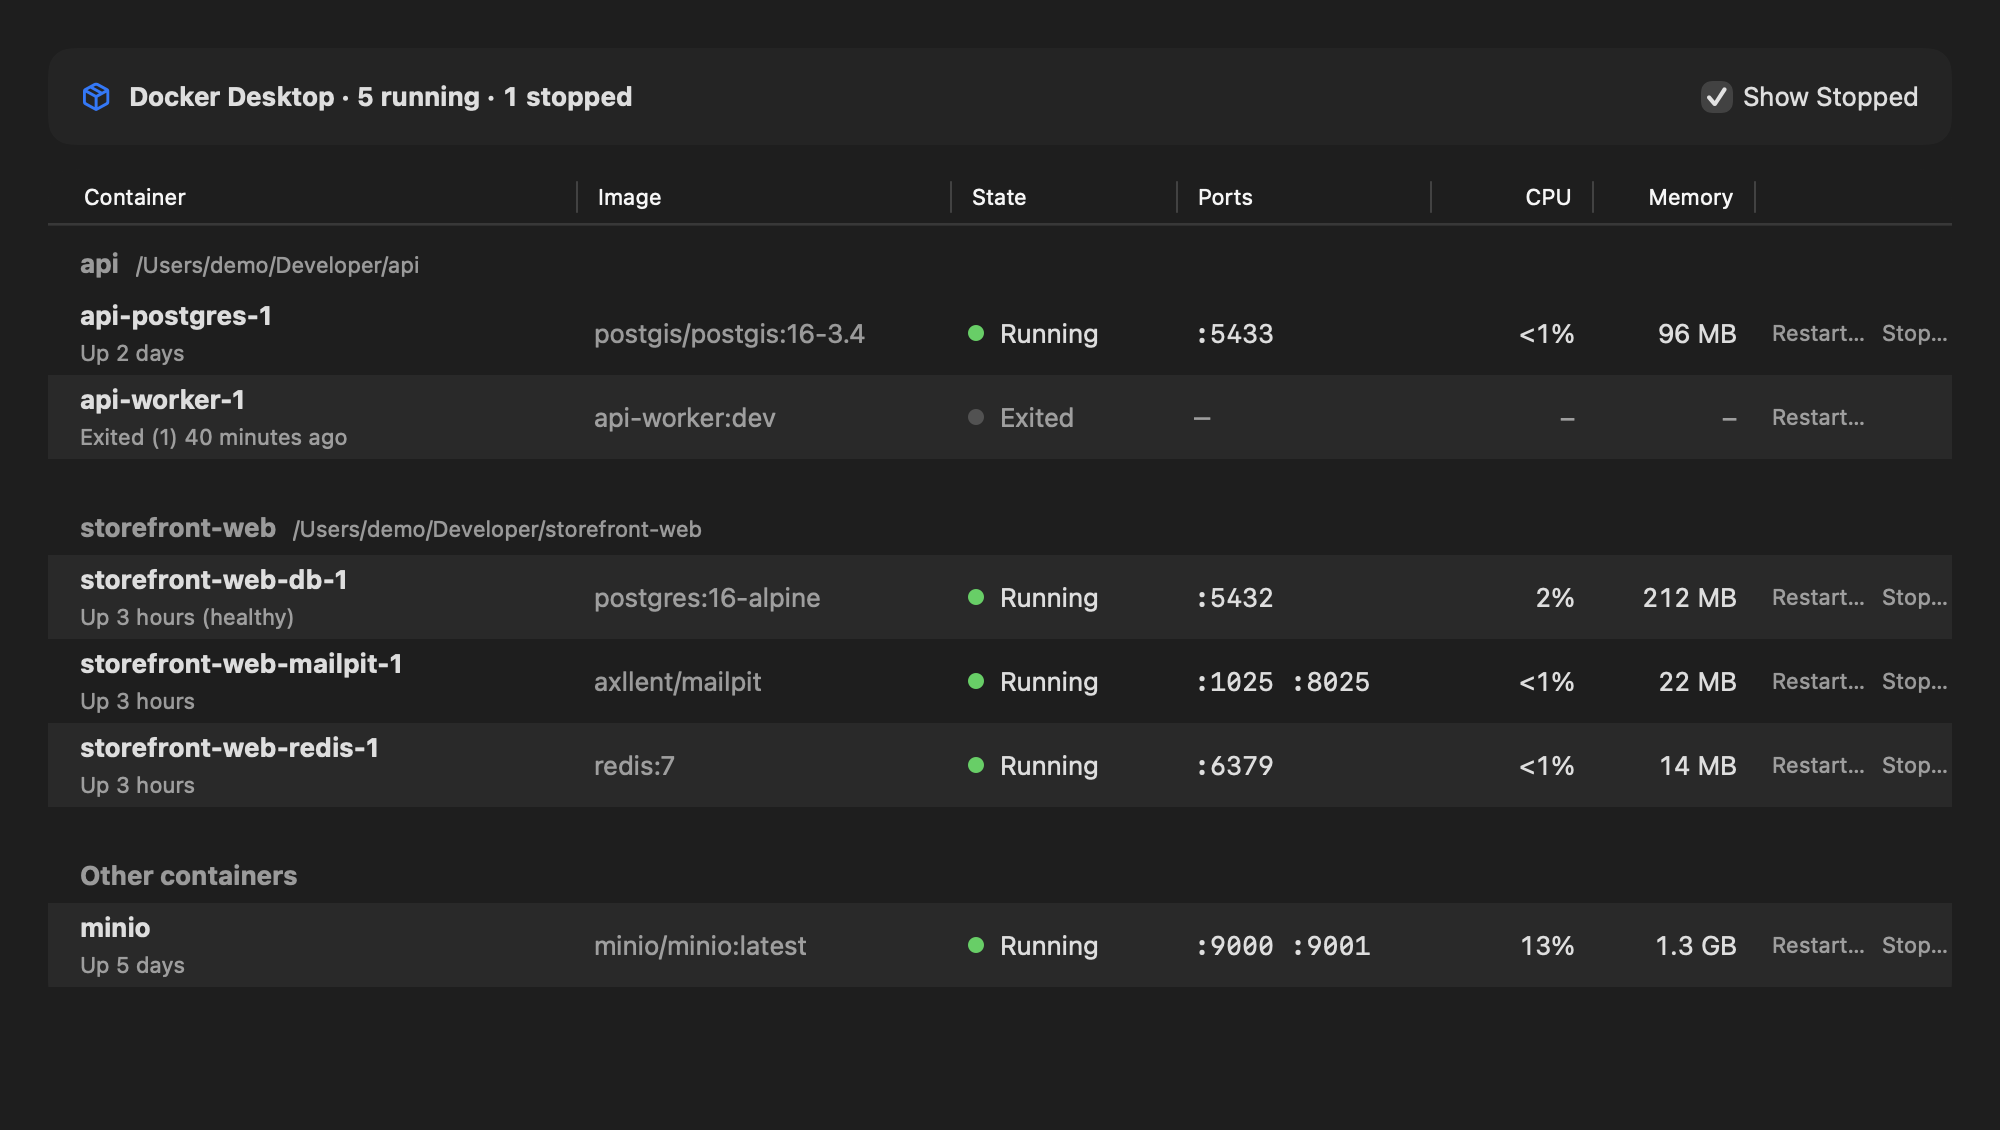 Docker Desktop · 5 running · 1 stopped Show Stopped
Container Image State Ports CPU Memory
api /Users/demo/Developer/api
api-postgres-1
Up 2 days
postgis/postgis:16-3.4 Running :5433 <1% 96 MB Restart... Stop...
api-worker-1
Exited (1) 40 minutes ago
api-worker:dev Exited – – – Restart...
storefront-web /Users/demo/Developer/storefront-web
storefront-web-db-1
Up 3 hours (healthy)
postgres:16-alpine Running :5432 2% 212 MB Restart... Stop...
storefront-web-mailpit-1
Up 3 hours
axllent/mailpit Running :1025 :8025 <1% 22 MB Restart... Stop...
storefront-web-redis-1
Up 3 hours
redis:7 Running :6379 <1% 14 MB Restart... Stop...
Other containers
minio
Up 5 days
minio/minio:latest Running :9000 :9001 13% 1.3 GB Restart... Stop...